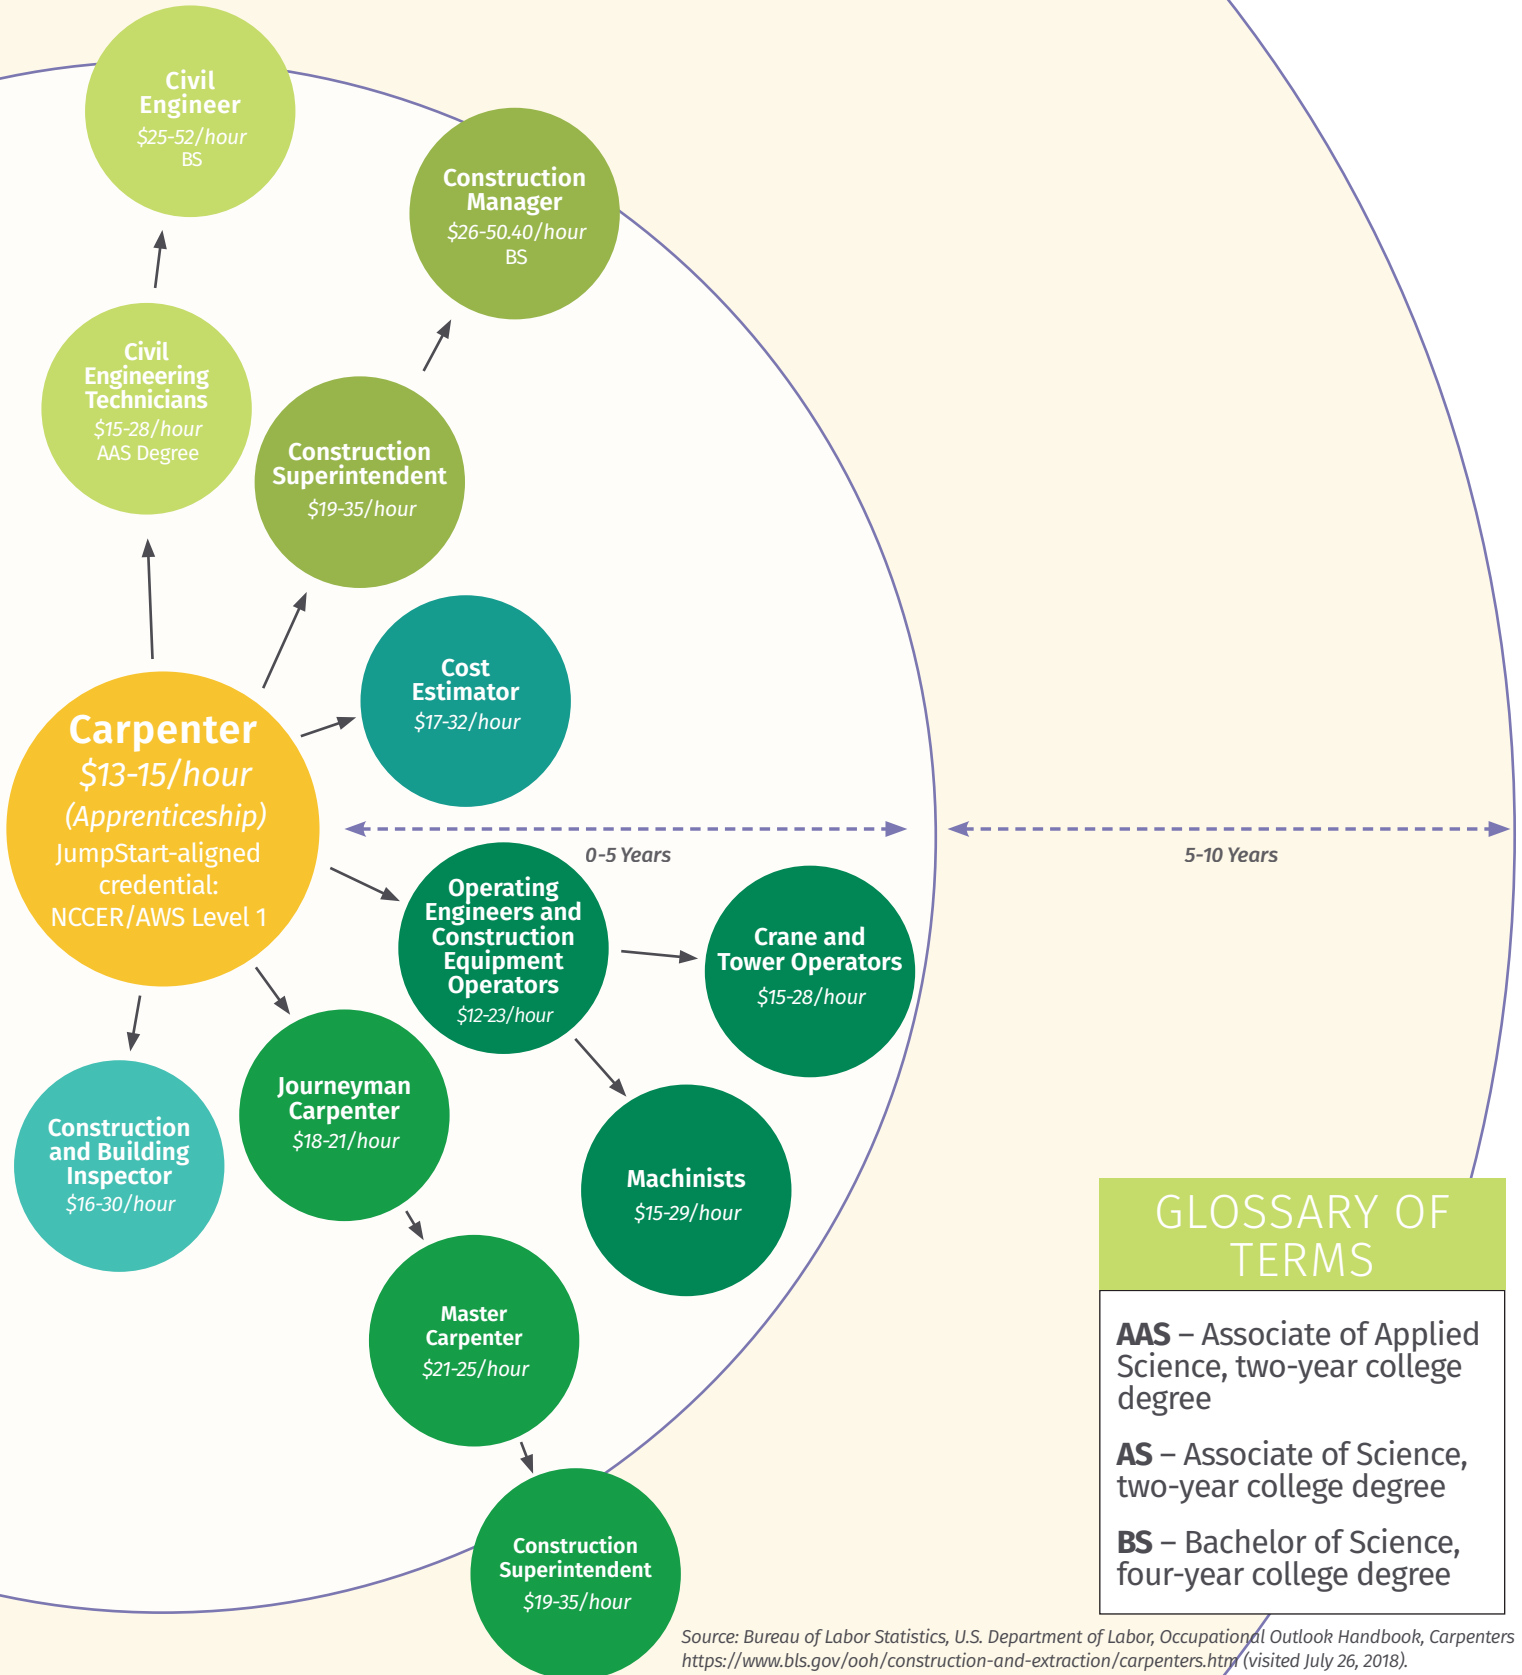 Civil
Engineer
$25-52/hour
BS
Construction
Manager
$26-50.40/hour
BS
Civil
Engineering
Technicians
$15-28/hour
AAS Degree
Construction
Superintendent
$19-35/hour
Cost
Estimator
$17-32/hour
Carpenter
$13-15/hour
(Apprenticeship)
JumpStart-aligned
credential:
NCCER/AWS Level 1
0-5 Years
5-10 Years
Operating
Engineers and
Construction
Equipment
Operators
$12-23/hour
Crane and
Tower Operators
$15-28/hour
Journeyman
Carpenter
$18-21/hour
Construction
and Building
Inspector
$16-30/hour
Machinists
$15-29/hour
Master
Carpenter
$21-25/hour
Construction
Superintendent
$19-35/hour
GLOSSARY OF
TERMS
AAS – Associate of Applied
Science, two-year college
degree
AS – Associate of Science,
two-year college degree
BS – Bachelor of Science,
four-year college degree
Source: Bureau of Labor Statistics, U.S. Department of Labor, Occupational Outlook Handbook, Carpenters
https://www.bls.gov/ooh/construction-and-extraction/carpenters.htm (visited July 26, 2018).